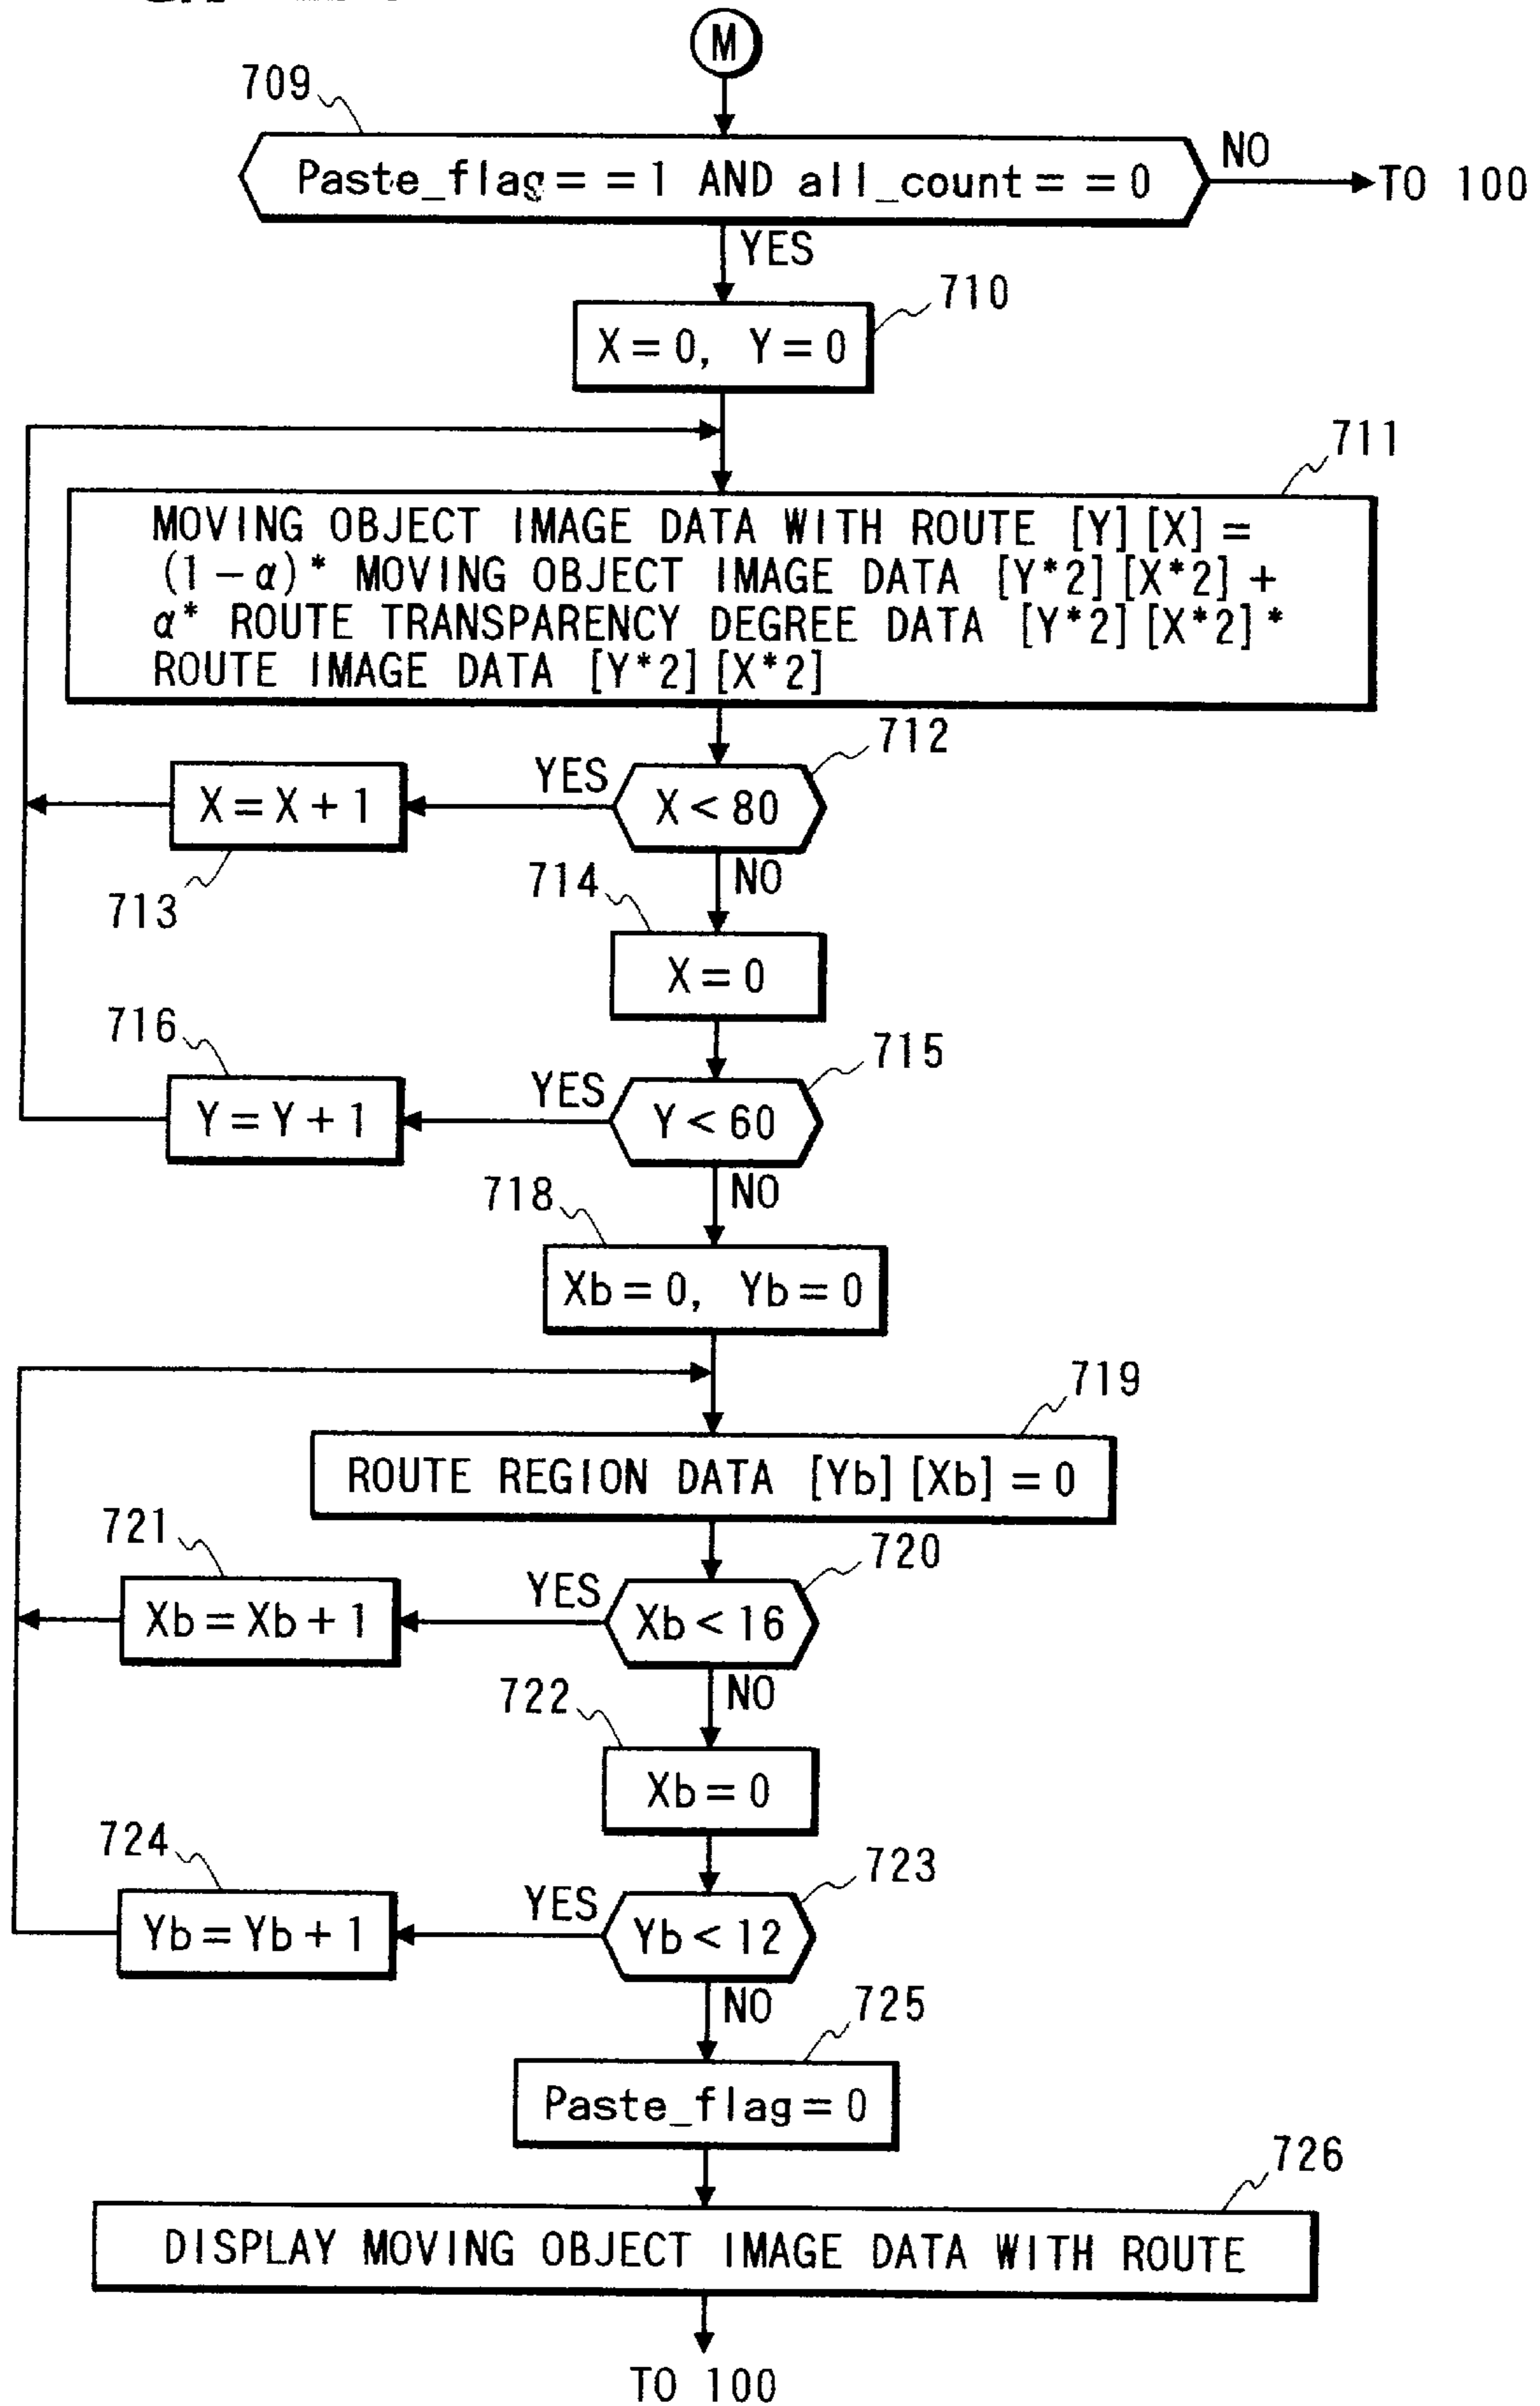 M
709
Paste_flag==1 AND all_count==0
NO
TO 100
YES
710
X=0, Y=0
711
MOVING OBJECT IMAGE DATA WITH ROUTE [Y][X]=
(1-α)* MOVING OBJECT IMAGE DATA [Y*2][X*2]+
α* ROUTE TRANSPARENCY DEGREE DATA [Y*2][X*2]*
ROUTE IMAGE DATA [Y*2][X*2]
712
YES
X=X+1
X<80
713
NO
714
X=0
716
715
YES
Y=Y+1
Y<60
NO
718
Xb=0, Yb=0
719
ROUTE REGION DATA [Yb][Xb]=0
721
720
YES
Xb=Xb+1
Xb<16
NO
722
Xb=0
724
723
YES
Yb=Yb+1
Yb<12
NO
725
Paste_flag=0
726
DISPLAY MOVING OBJECT IMAGE DATA WITH ROUTE
TO 100